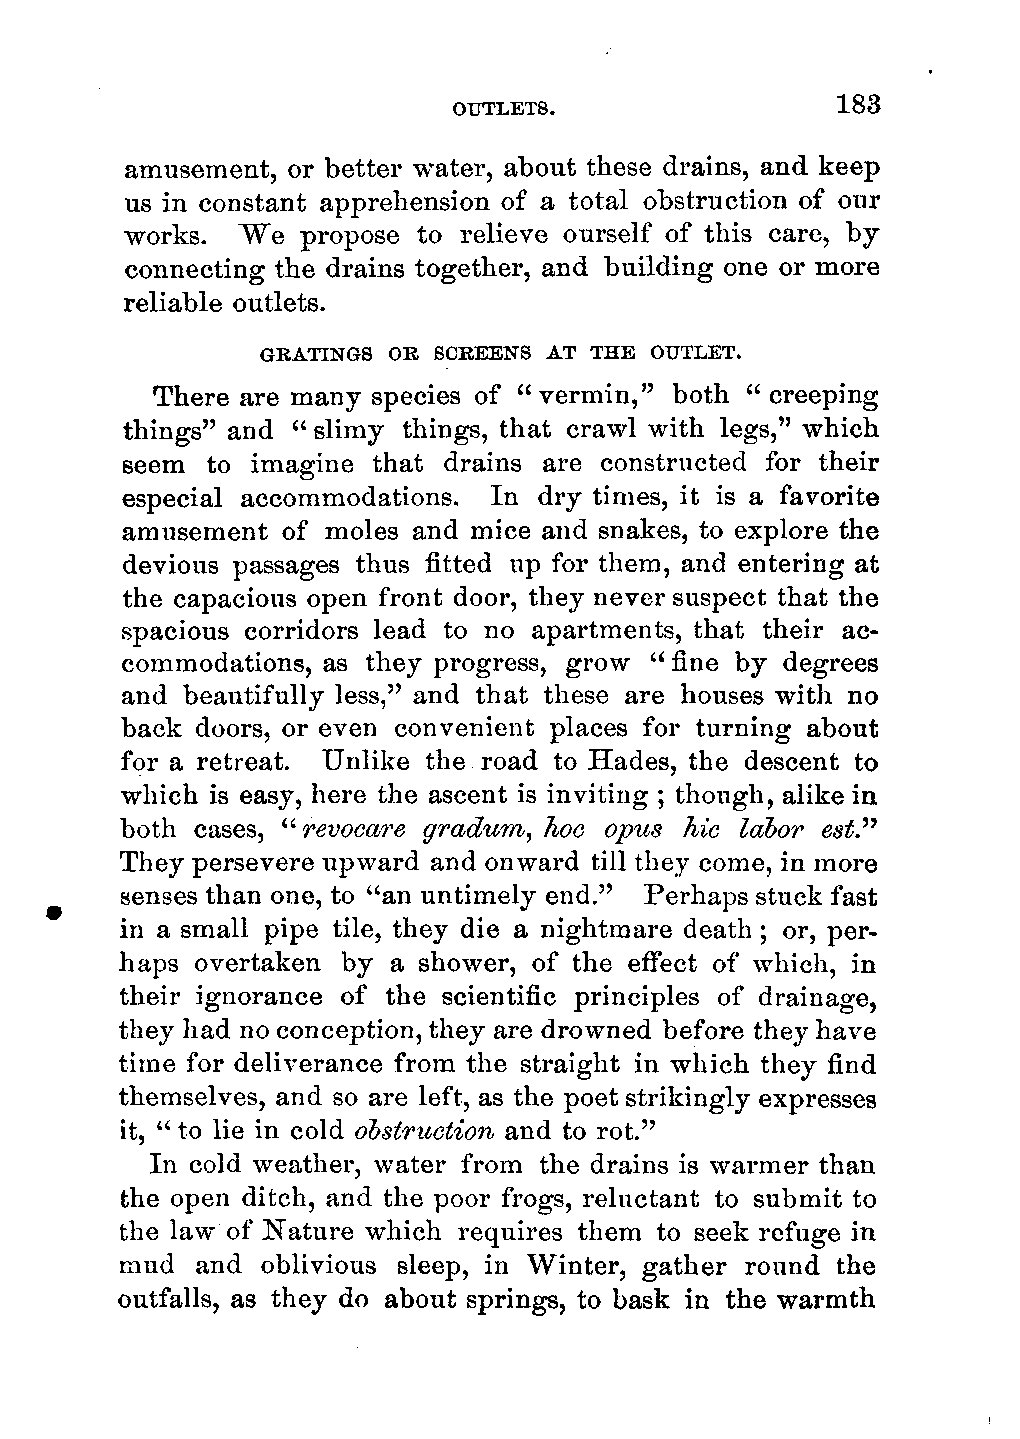 OUTLETS. 183
amusement, or better water, about these drains, and keep
us in constant apprehension of a total obstruction of our
works. We propose to relieve ourself of this care, by
connecting the drains together, and building one or more
reliable outlets.
GRATINGS OR SCREENS AT THE OUTLET.
There are many species of “vermin,” both “creeping
things” and “slimy things, that crawl with legs,” which
seem to imagine that drains are constructed for their
especial accommodations. In dry times, it is a favorite
amusement of moles and mice and snakes, to explore the
devious passages thus fitted up for them, and entering at
the capacious open front door, they never suspect that the
spacious corridors lead to no apartments, that their ac-
commodations, as they progress, grow “fine by degrees
and beautifully less,” and that these are houses with no
back doors, or even convenient places for turning about
for a retreat. Unlike the road to Hades, the descent to
which is easy, here the ascent is inviting; though, alike in
both cases, “revocare gradum, hoc opus hic labor est.”
They persevere upward and onward till they come, in more
senses than one, to “an untimely end.” Perhaps stuck fast
in a small pipe tile, they die a nightmare death; or, per-
haps overtaken by a shower, of the effect of which, in
their ignorance of the scientific principles of drainage,
they had no conception, they are drowned before they have
time for deliverance from the straight in which they find
themselves, and so are left, as the poet strikingly expresses
it, “to lie in cold obstruction and to rot.”
In cold weather, water from the drains is warmer than
the open ditch, and the poor frogs, reluctant to submit to
the law of Nature which requires them to seek refuge in
mud and oblivious sleep, in Winter, gather round the
outfalls, as they do about springs, to bask in the warmth